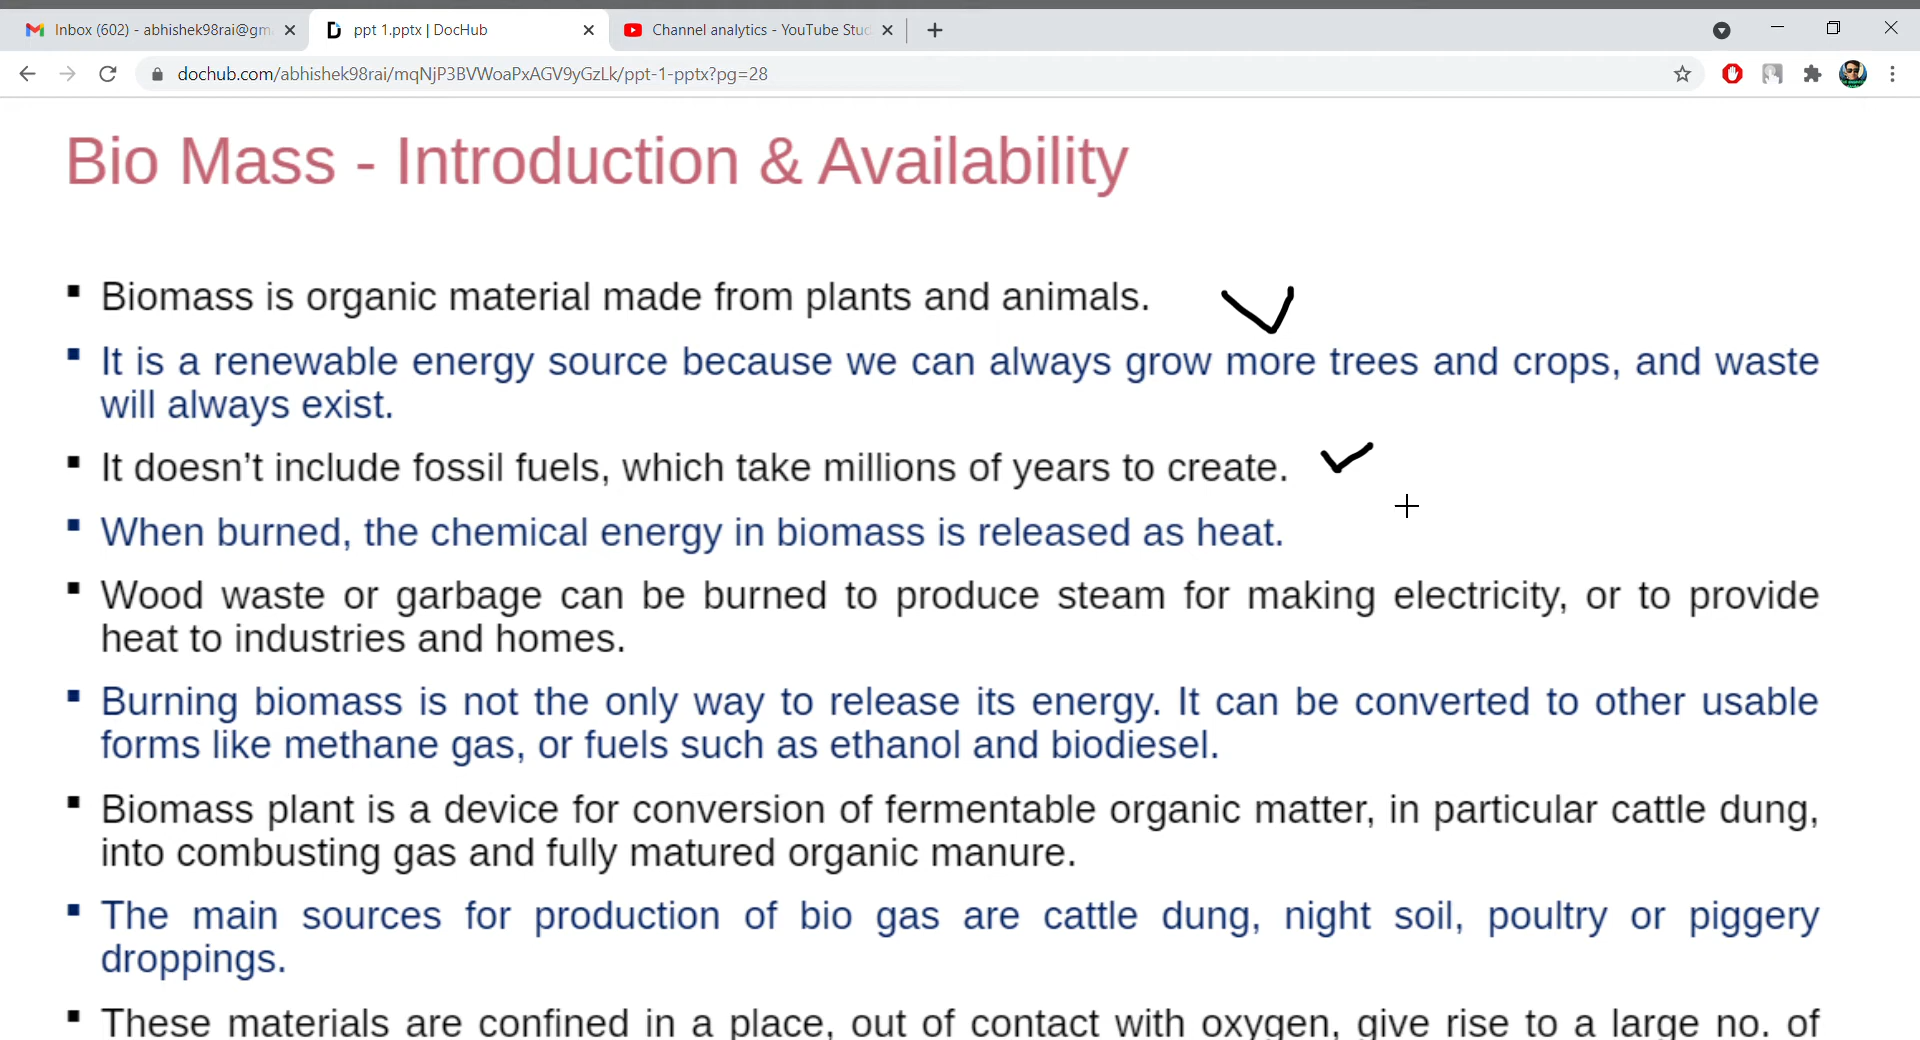 Inbox (602) - abhishek98rai@gm
ppt 1.pptx | DocHub
Channel analytics - YouTube Stud
dochub.com/abhishek98rai/mqNjP3BVWoaPxAGV9yGzLk/ppt-1-pptx?pg=28
Bio Mass - Introduction & Availability
▪ Biomass is organic material made from plants and animals.
▪ It is a renewable energy source because we can always grow more trees and crops, and waste
will always exist.
▪ It doesn’t include fossil fuels, which take millions of years to create.
▪ When burned, the chemical energy in biomass is released as heat.
▪ Wood waste or garbage can be burned to produce steam for making electricity, or to provide
heat to industries and homes.
▪ Burning biomass is not the only way to release its energy. It can be converted to other usable
forms like methane gas, or fuels such as ethanol and biodiesel.
▪ Biomass plant is a device for conversion of fermentable organic matter, in particular cattle dung,
into combusting gas and fully matured organic manure.
▪ The main sources for production of bio gas are cattle dung, night soil, poultry or piggery
droppings.
▪ These materials are confined in a place, out of contact with oxygen, give rise to a large no. of